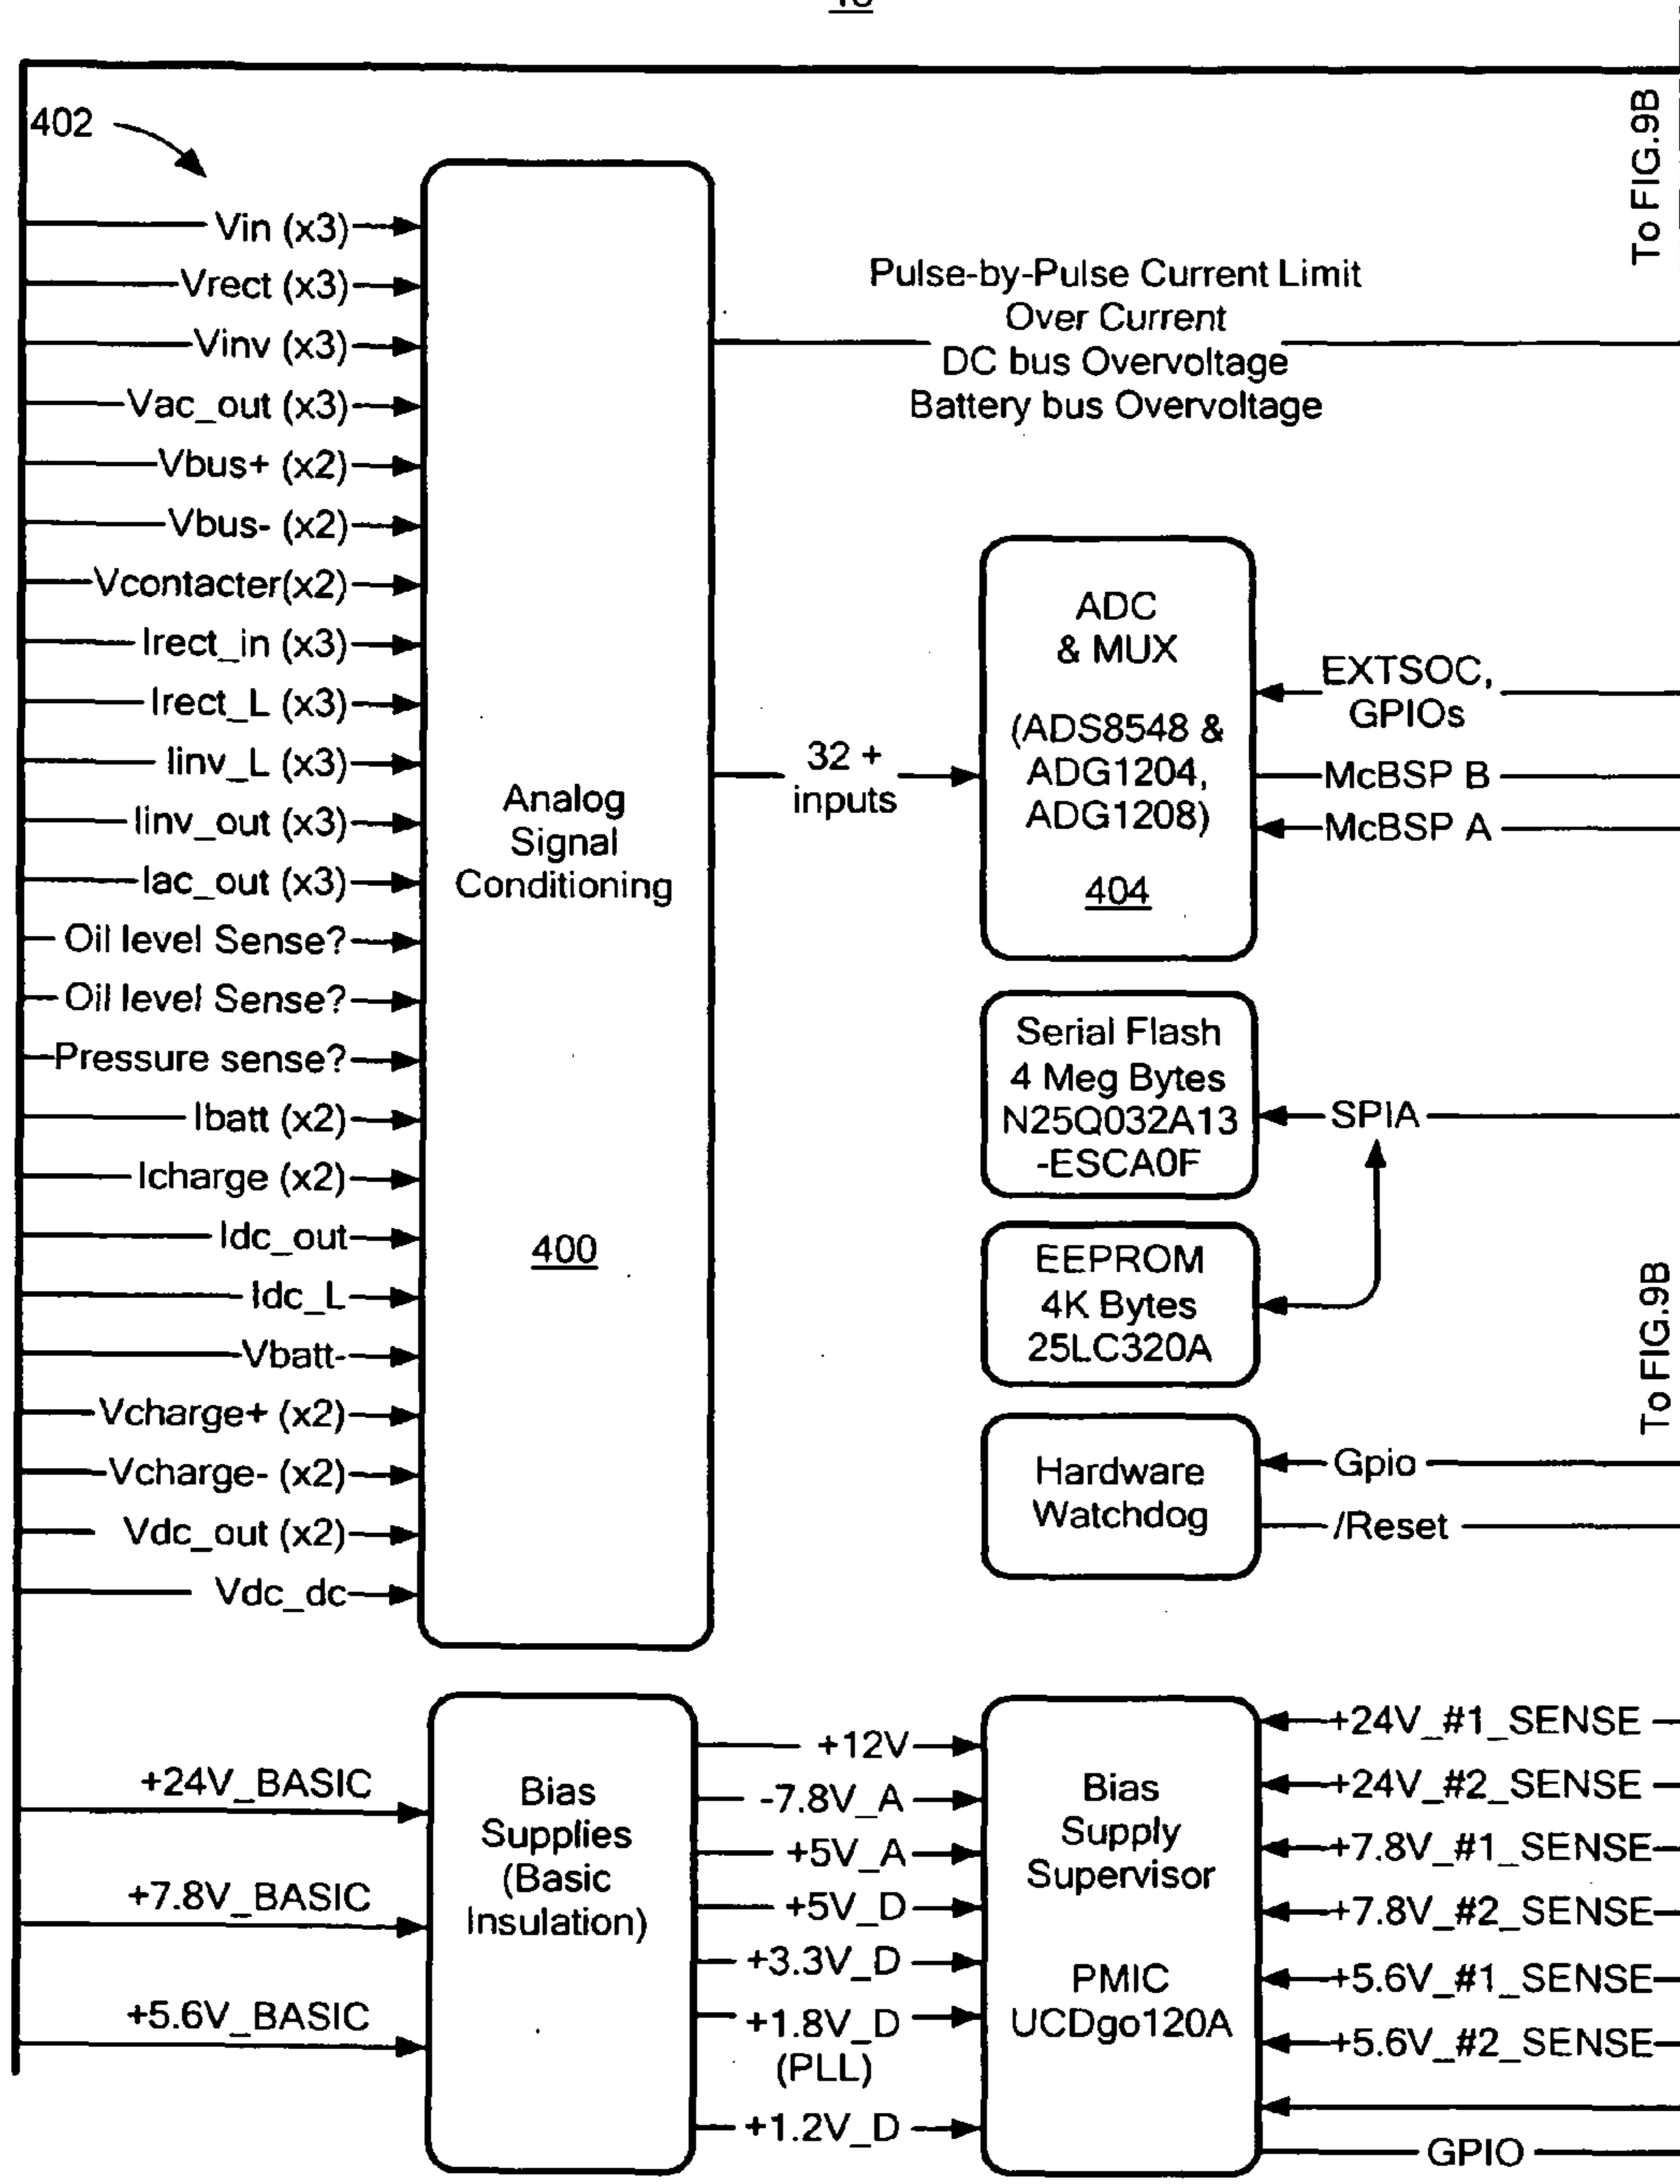 402
To FIG.9B
Vin (x3)
Vrect (x3)
Vinv (x3)
Vac_out (x3)
Vbus+ (x2)
Vbus- (x2)
Vcontacter(x2)
Irect_in (x3)
Irect_L (x3)
Iinv_L (x3)
Iinv_out (x3)
Iac_out (x3)
Oil level Sense?
Oil level Sense?
Pressure sense?
Ibatt (x2)
Icharge (x2)
Idc_out
Idc_L
Vbatt-
Vcharge+ (x2)
Vcharge- (x2)
Vdc_out (x2)
Vdc_dc
Analog
Signal
Conditioning
400
Pulse-by-Pulse Current Limit
Over Current
DC bus Overvoltage
Battery bus Overvoltage
32 +
inputs
ADC
& MUX
(ADS8548 &
ADG1204,
ADG1208)
404
EXTSOC,
GPIOs
McBSP B
McBSP A
Serial Flash
4 Meg Bytes
N25Q032A13
-ESCA0F
SPIA
EEPROM
4K Bytes
25LC320A
To FIG.9B
Hardware
Watchdog
Gpio
/Reset
+24V_BASIC
+7.8V_BASIC
+5.6V_BASIC
Bias
Supplies
(Basic
Insulation)
+12V
-7.8V_A
+5V_A
+5V_D
+3.3V_D
+1.8V_D
(PLL)
+1.2V_D
Bias
Supply
Supervisor
PMIC
UCDgo120A
+24V_#1_SENSE
+24V_#2_SENSE
+7.8V_#1_SENSE
+7.8V_#2_SENSE
+5.6V_#1_SENSE
+5.6V_#2_SENSE
GPIO